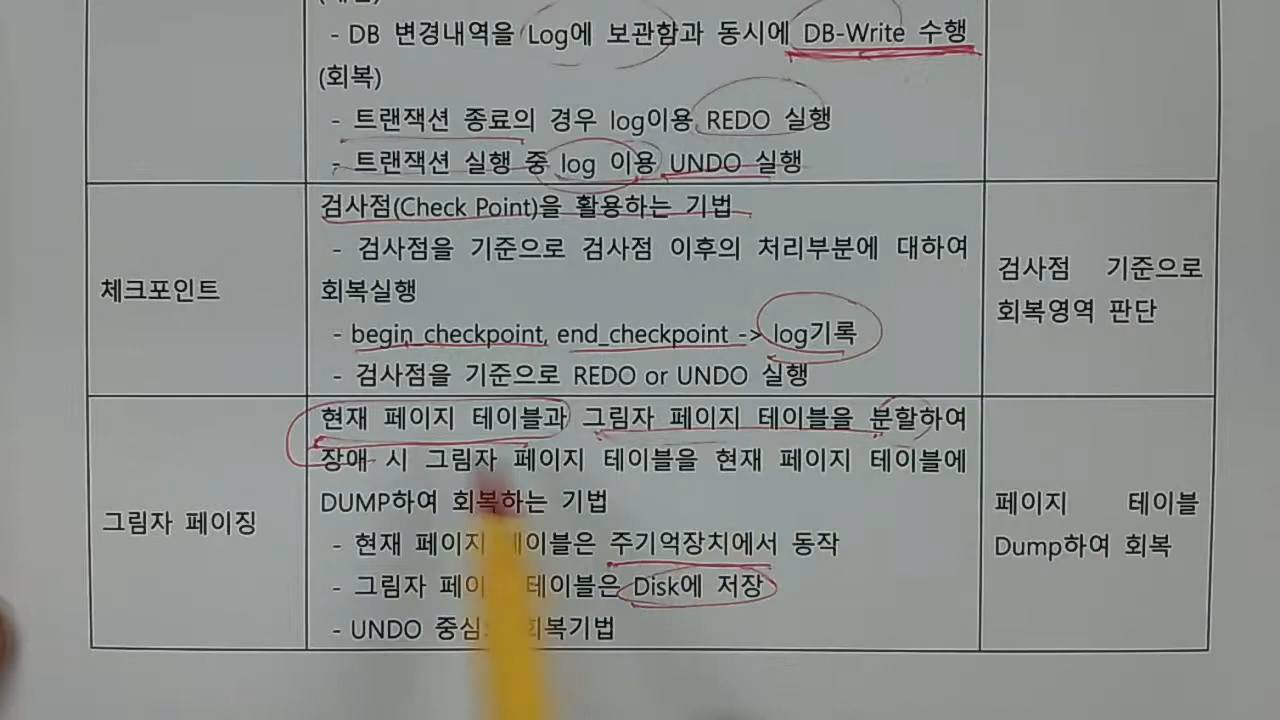 - DB 변경내역을 Log에 보관함과 동시에 DB-Write 수행
(회복)
- 트랜잭션 종료의 경우 log이용 REDO 실행
- 트랜잭션 실행 중 log 이용 UNDO 실행
체크포인트
검사점(Check Point)을 활용하는 기법
- 검사점을 기준으로 검사점 이후의 처리부분에 대하여
회복실행
- begin_checkpoint, end_checkpoint -> log기록
- 검사점을 기준으로 REDO or UNDO 실행
검사점 기준으로
회복영역 판단
그림자 페이징
현재 페이지 테이블과 그림자 페이지 테이블을 분할하여
장애 시 그림자 페이지 테이블을 현재 페이지 테이블에
DUMP하여 회복하는 기법
- 현재 페이지 테이블은 주기억장치에서 동작
- 그림자 페이지 테이블은 Disk에 저장
- UNDO 중심의 회복기법
페이지 테이블
Dump하여 회복